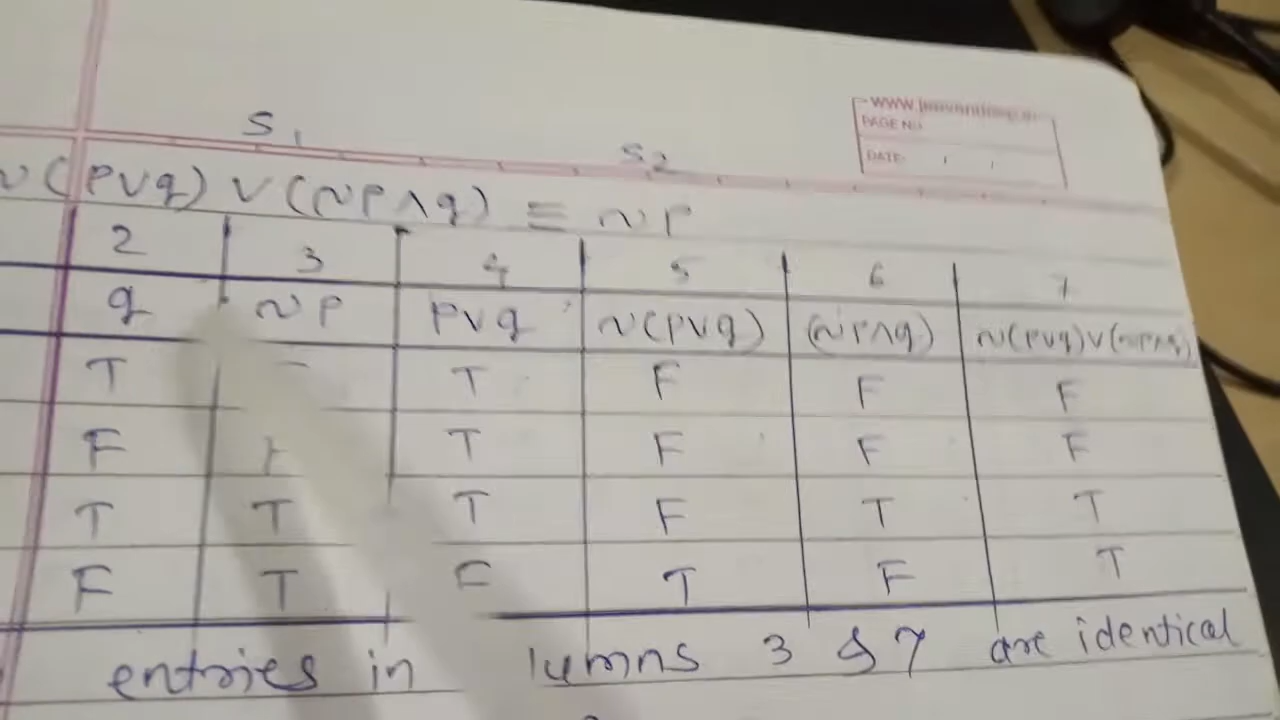 S1 S2
PAGE NO
DATE: / /
~(p∨q) ∨ (~p∧q) ≡ ~p
2 3 4 5 6 7
q ~p p∨q ~(p∨q) (~p∧q) ~(p∨q)∨(~p∧q)
T T F F F
F T F F F
T T T F T T
F T F T F T
entries in lumns 3 & 7 are identical